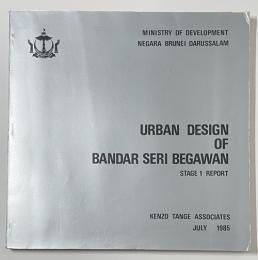 MINISTRY OF DEVELOPMENT
NEGARA BRUNEI DARUSSALAM
URBAN DESIGN
OF
BANDAR SERI BEGAWAN
STAGE 1 REPORT
KENZO TANGE ASSOCIATES
JULY 1985